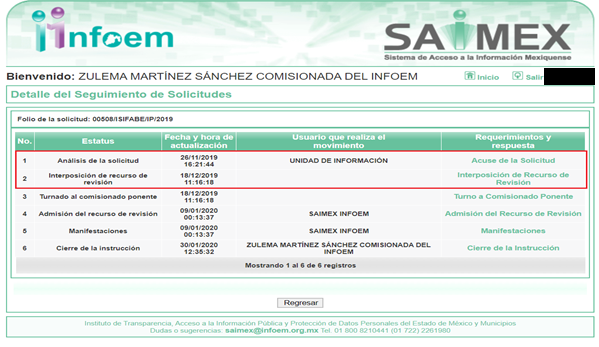 infoem
SAIMEX
Sistema de Acceso a la Información Mexiquense
Bienvenido: ZULEMA MARTÍNEZ SÁNCHEZ COMISIONADA DEL INFOEM
Inicio Salir
Detalle del Seguimiento de Solicitudes
Folio de la solicitud: 00508/ISIFABE/IP/2019
No. Estatus Fecha y hora de actualización Usuario que realiza el movimiento Requerimientos y respuesta
1 Análisis de la solicitud 26/11/2019 16:21:44 UNIDAD DE INFORMACIÓN Acuse de la Solicitud
2 Interposición de recurso de revisión 18/12/2019 11:16:18 Interposición de Recurso de Revisión
3 Turnado al comisionado ponente 18/12/2019 11:16:18 Turno a Comisionado Ponente
4 Admisión del recurso de revisión 09/01/2020 00:13:37 SAIMEX INFOEM Admisión del Recurso de Revisión
5 Manifestaciones 09/01/2020 00:13:37 SAIMEX INFOEM Manifestaciones
6 Cierre de la instrucción 30/01/2020 12:35:32 ZULEMA MARTÍNEZ SÁNCHEZ COMISIONADA DEL INFOEM Cierre de la Instrucción
Mostrando 1 al 6 de 6 registros
Regresar
Instituto de Transparencia, Acceso a la Información Pública y Protección de Datos Personales del Estado de México y Municipios
Dudas o sugerencias: saimex@infoem.org.mx Tel. 01 800 8210441 (01 722) 2261980